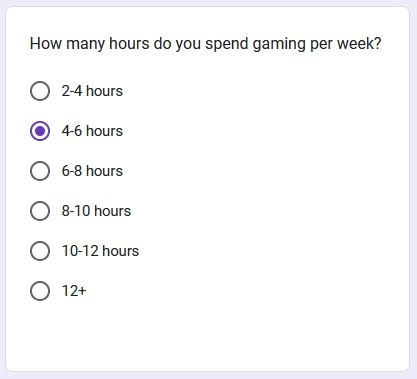 How many hours do you spend gaming per week?
2-4 hours
4-6 hours
6-8 hours
8-10 hours
10-12 hours
12+